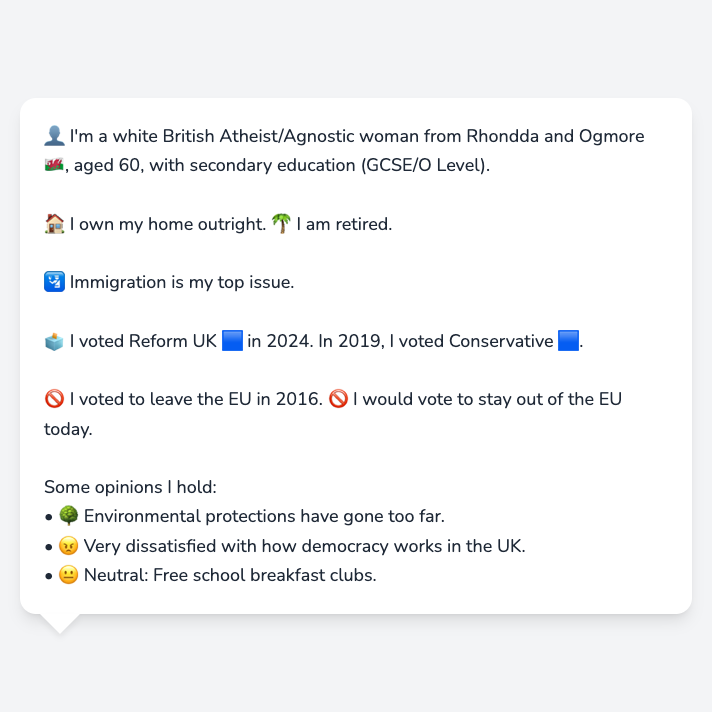 👤 I'm a white British Atheist/Agnostic woman from Rhondda and Ogmore
🏴󠁧󠁢󠁷󠁬󠁳󠁿, aged 60, with secondary education (GCSE/O Level).
🏠 I own my home outright. 🌴 I am retired.
🛂 Immigration is my top issue.
🗳️ I voted Reform UK 🟦 in 2024. In 2019, I voted Conservative 🟦.
🚫 I voted to leave the EU in 2016. 🚫 I would vote to stay out of the EU
today.
Some opinions I hold:
• 🌳 Environmental protections have gone too far.
• 😠 Very dissatisfied with how democracy works in the UK.
• 😐 Neutral: Free school breakfast clubs.